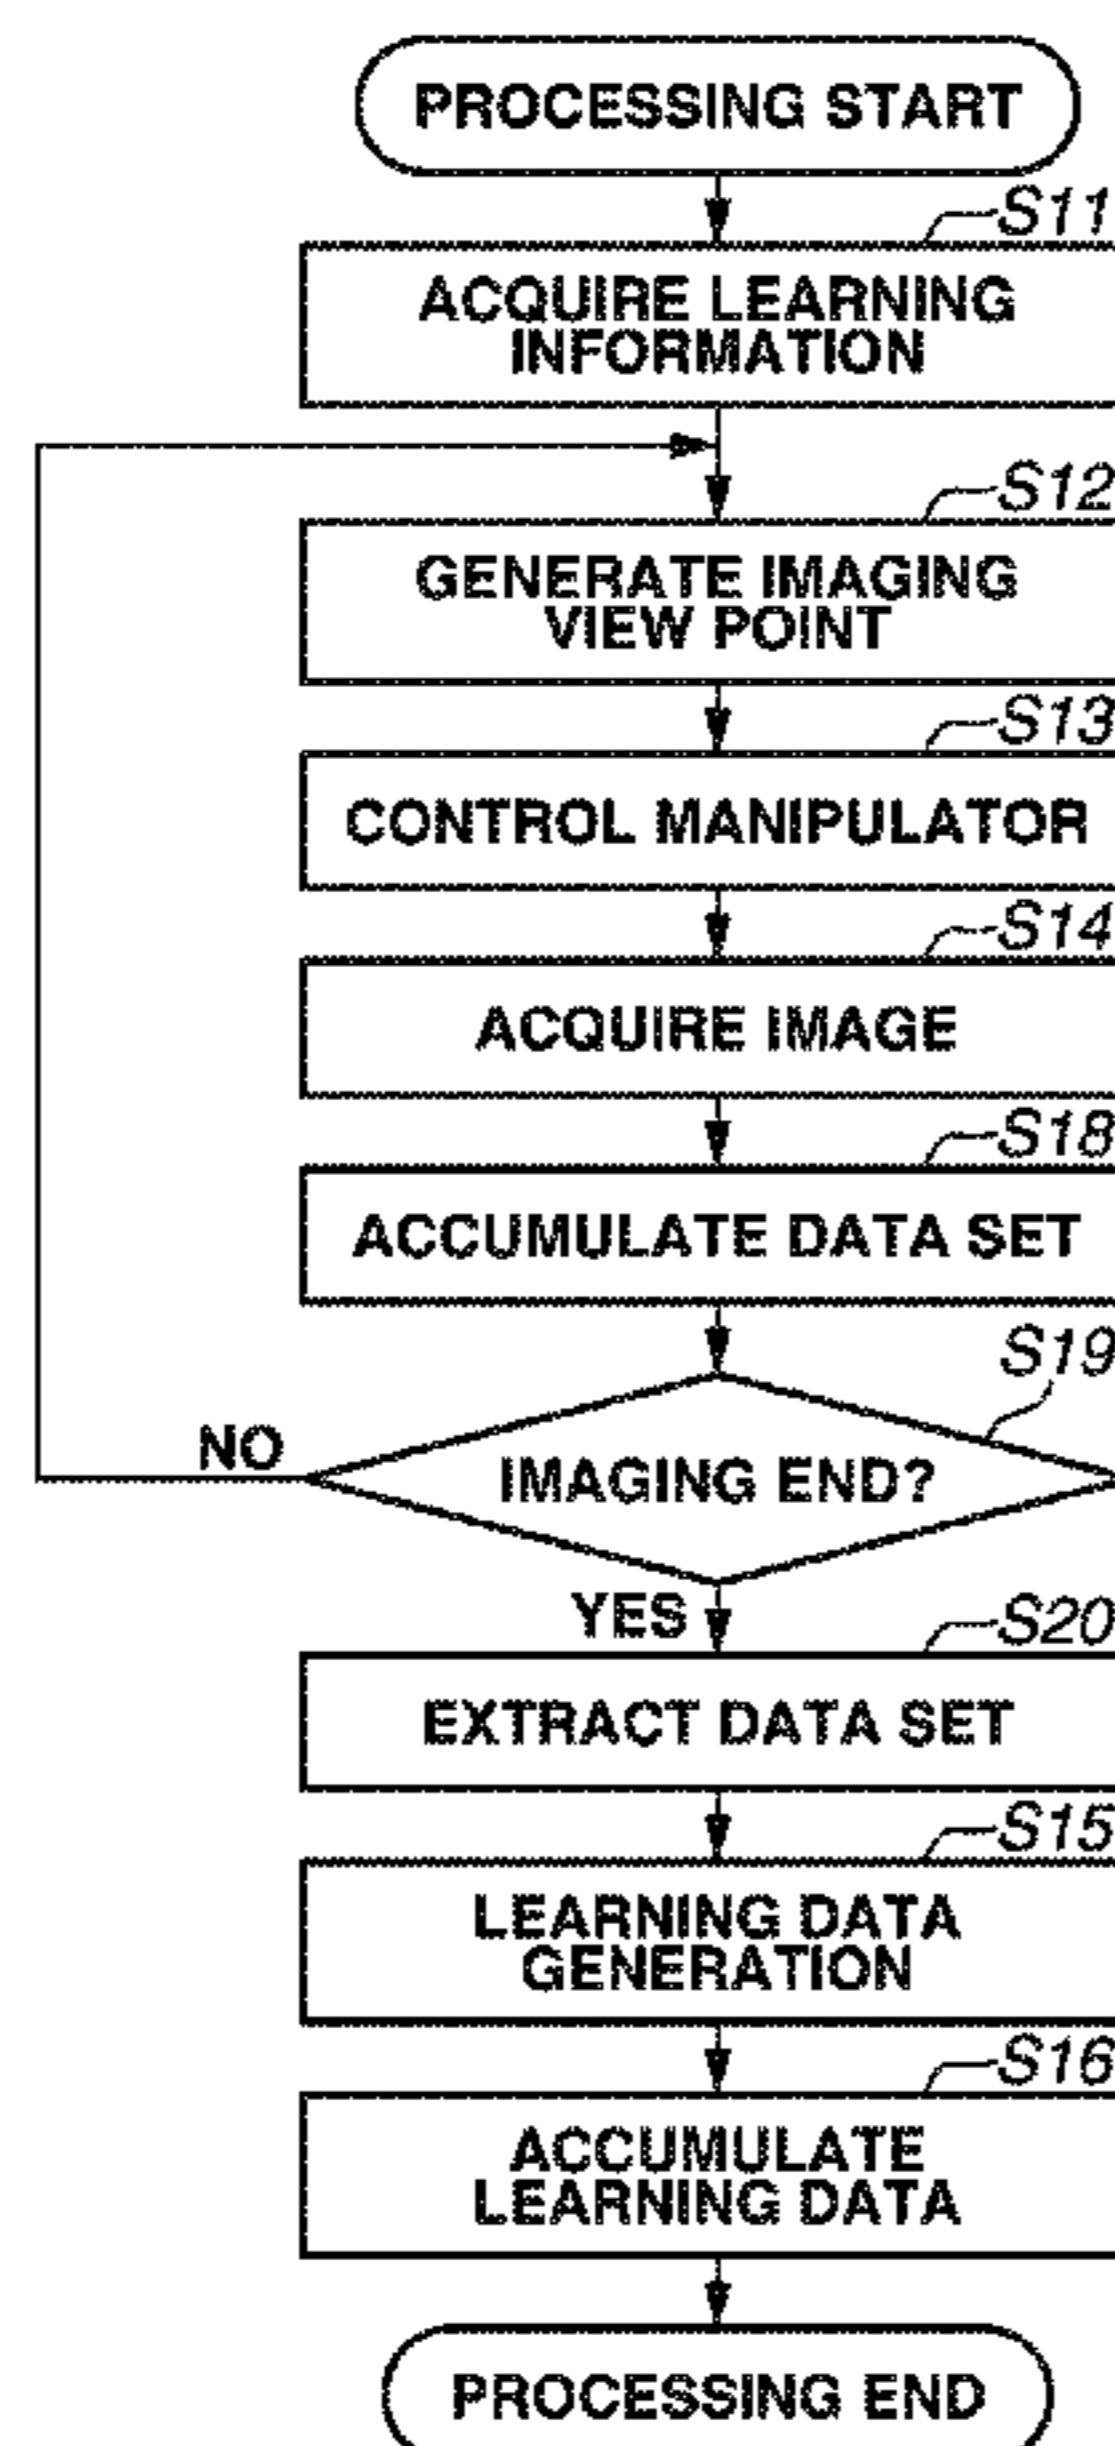 PROCESSING START
S11
ACQUIRE LEARNING
INFORMATION
S12
GENERATE IMAGING
VIEW POINT
S13
CONTROL MANIPULATOR
S14
ACQUIRE IMAGE
S18
ACCUMULATE DATA SET
S19
NO
IMAGING END?
YES
S20
EXTRACT DATA SET
S15
LEARNING DATA
GENERATION
S16
ACCUMULATE
LEARNING DATA
PROCESSING END